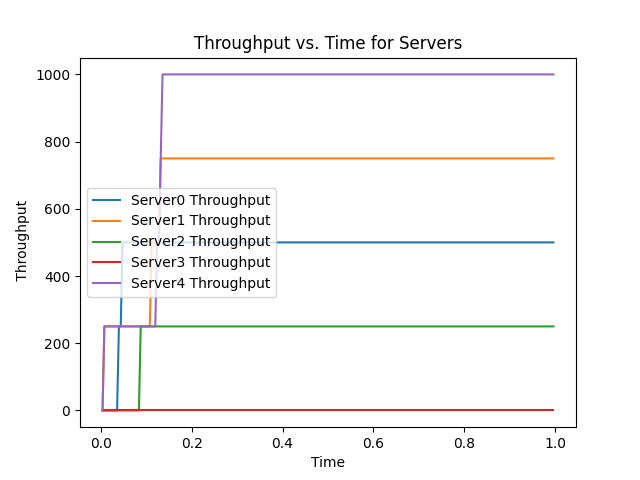 Throughput vs. Time for Servers
1000
800
600
400
200
0
Throughput
Server0 Throughput
Server1 Throughput
Server2 Throughput
Server3 Throughput
Server4 Throughput
0.0 0.2 0.4 0.6 0.8 1.0
Time